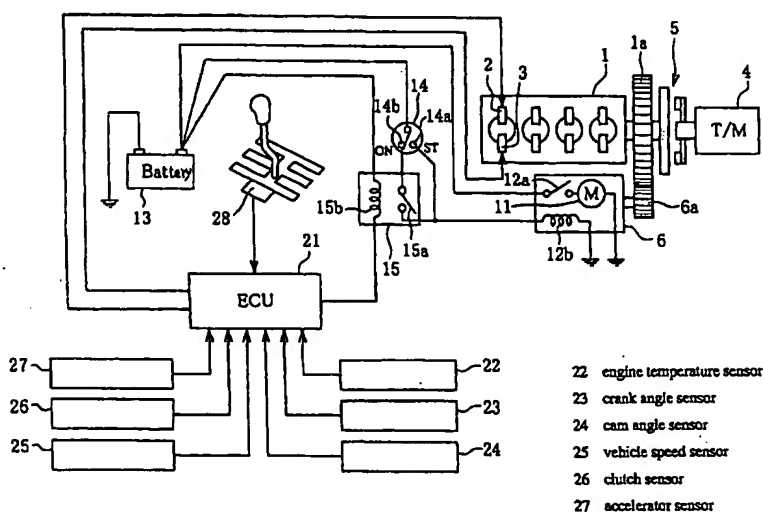 1a
5
1
2
3
4
14
14b
14a
T/M
ON
ST
12a
Battery
13
M
11
15b
28
6a
15a
12b
6
15
21
ECU
27
22
26
23
25
24
22 engine temperature sensor
23 crank angle sensor
24 cam angle sensor
25 vehicle speed sensor
26 clutch sensor
27 accelerator sensor